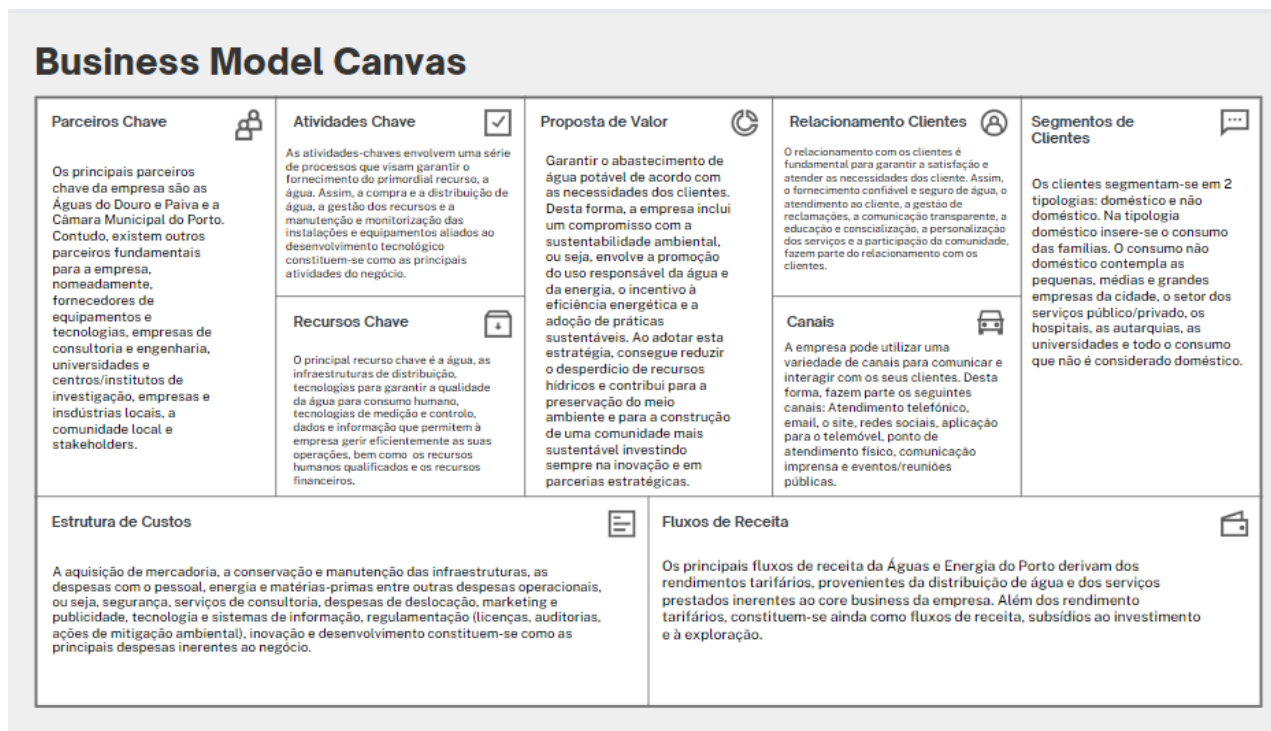 Business Model Canvas
Parceiros Chave
Os principais parceiros
chave da empresa são as
Águas do Douro e Paiva e a
Câmara Municipal do Porto.
Contudo, existem outros
parceiros fundamentais
para a empresa,
nomeadamente,
fornecedores de
equipamentos e
tecnologias, empresas de
consultoria e engenharia,
universidades e
centros/institutos de
investigação, empresas e
insdústrias locais, a
comunidade local e
stakeholders.
Atividades Chave
As atividades-chaves envolvem uma série
de processos que visam garantir o
fornecimento do primordial recurso, a
água. Assim, a compra e a distribuição de
água, a gestão dos recursos e a
manutenção e monitorização das
instalações e equipamentos aliados ao
desenvolvimento tecnológico
constituem-se como as principais
atividades do negócio.
Recursos Chave
O principal recurso chave é a água, as
infraestruturas de distribuição,
tecnologias para garantir a qualidade
da água para consumo humano,
tecnologias de medição e controlo,
dados e informação que permitem à
empresa gerir eficientemente as suas
operações, bem como os recursos
humanos qualificados e os recursos
financeiros.
Proposta de Valor
Garantir o abastecimento de
água potável de acordo com
as necessidades dos clientes.
Desta forma, a empresa inclui
um compromisso com a
sustentabilidade ambiental,
ou seja, envolve a promoção
do uso responsável da água e
da energia, o incentivo à
eficiência energética e a
adoção de práticas
sustentáveis. Ao adotar esta
estratégia, consegue reduzir
o desperdício de recursos
hídricos e contribui para a
preservação do meio
ambiente e para a construção
de uma comunidade mais
sustentável investindo
sempre na inovação e em
parcerias estratégicas.
Relacionamento Clientes
O relacionamento com os clientes é
fundamental para garantir a satisfação e
atender as necessidades dos cliente. Assim,
o fornecimento confiável e seguro de água, o
atendimento ao cliente, a gestão de
reclamações, a comunicação transparente, a
educação e conscialização, a personalização
dos serviços e a participação da comunidade,
fazem parte do relacionamento com os
clientes.
Canais
A empresa pode utilizar uma
variedade de canais para comunicar e
interagir com os seus clientes. Desta
forma, fazem parte os seguintes
canais: Atendimento telefónico,
email, o site, redes sociais, aplicação
para o telemóvel, ponto de
atendimento físico, comunicação
imprensa e eventos/reuniões
públicas.
Segmentos de
Clientes
Os clientes segmentam-se em 2
tipologias: doméstico e não
doméstico. Na tipologia
doméstico insere-se o consumo
das famílias. O consumo não
doméstico contempla as
pequenas, médias e grandes
empresas da cidade, o setor dos
serviços público/privado, os
hospitais, as autarquias, as
universidades e todo o consumo
que não é considerado doméstico.
Estrutura de Custos
A aquisição de mercadoria, a conservação e manutenção das infraestruturas, as
despesas com o pessoal, energia e matérias-primas entre outras despesas operacionais,
ou seja, segurança, serviços de consultoria, despesas de deslocação, marketing e
publicidade, tecnologia e sistemas de informação, regulamentação (licenças, auditorias,
ações de mitigação ambiental), inovação e desenvolvimento constituem-se como as
principais despesas inerentes ao negócio.
Fluxos de Receita
Os principais fluxos de receita da Águas e Energia do Porto derivam dos
rendimentos tarifários, provenientes da distribuição de água e dos serviços
prestados inerentes ao core business da empresa. Além dos rendimento
tarifários, constituem-se ainda como fluxos de receita, subsídios ao investimento
e à exploração.